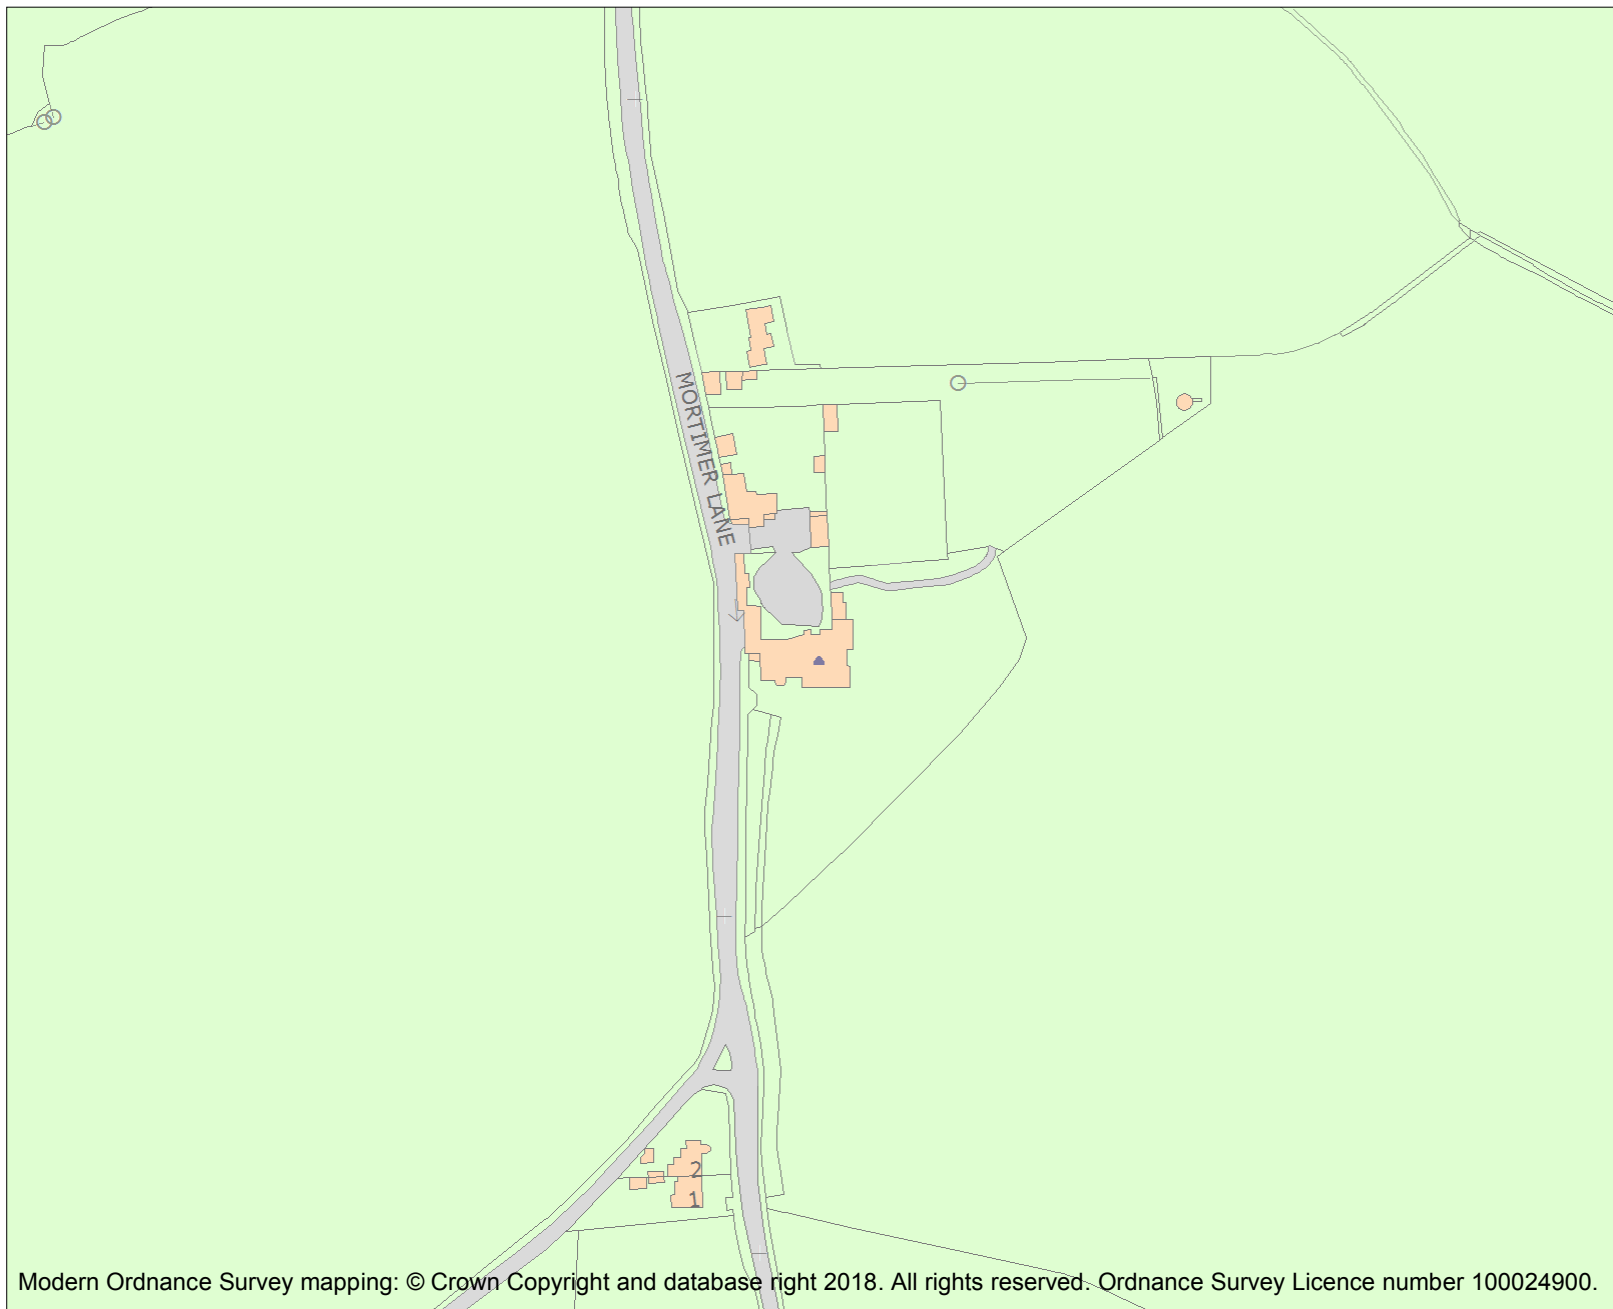 MORTIMER LANE
2
1
Modern Ordnance Survey mapping: © Crown Copyright and database right 2018. All rights reserved. Ordnance Survey Licence number 100024900.